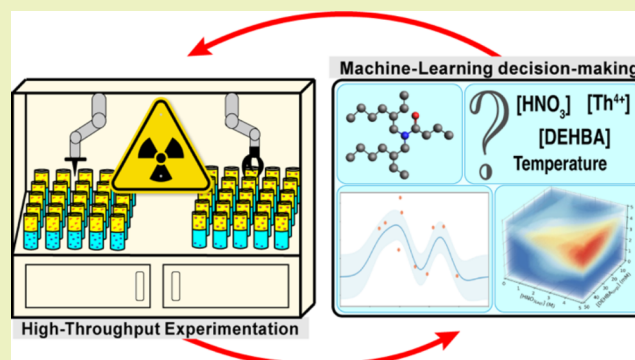 Machine-Learning decision-making
[HNO3] [Th4+]
[DEHBA]
Temperature
?
High-Throughput Experimentation